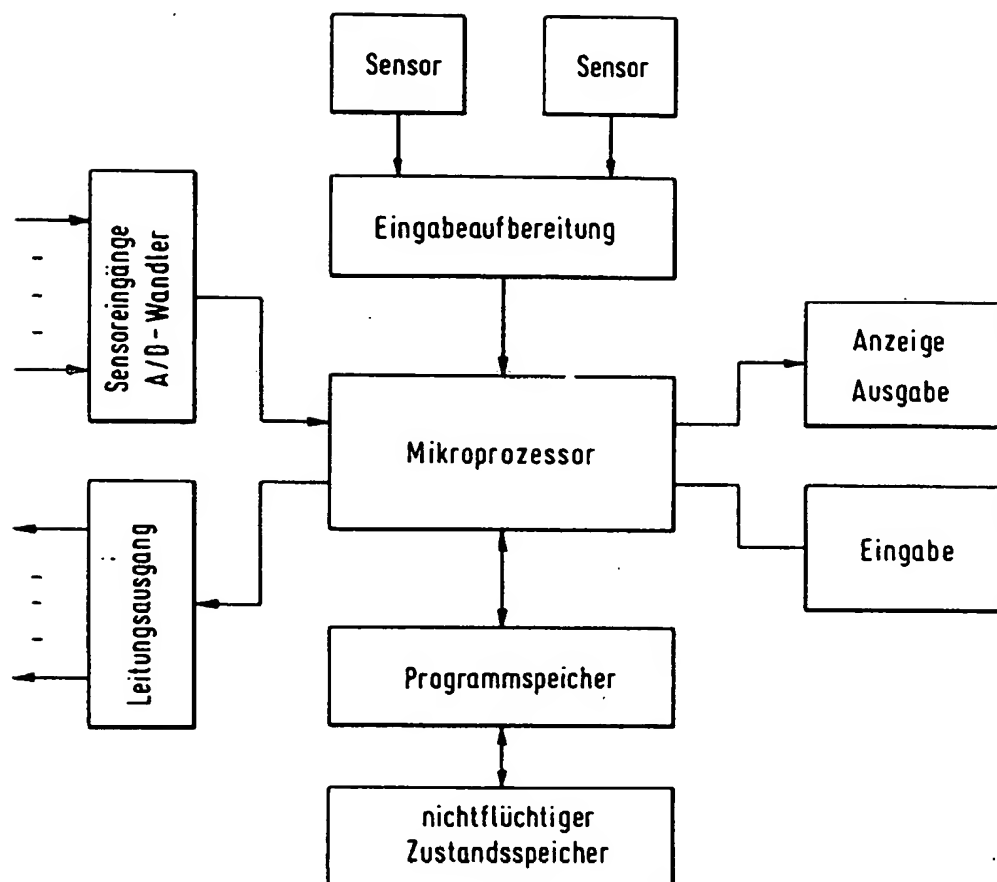 Sensor
Sensor
Eingabeaufbereitung
Sensoreingänge
A/D-Wandler
Anzeige
Ausgabe
Mikroprozessor
Eingabe
Leitungsausgang
Programmspeicher
nichtflüchtiger
Zustandsspeicher